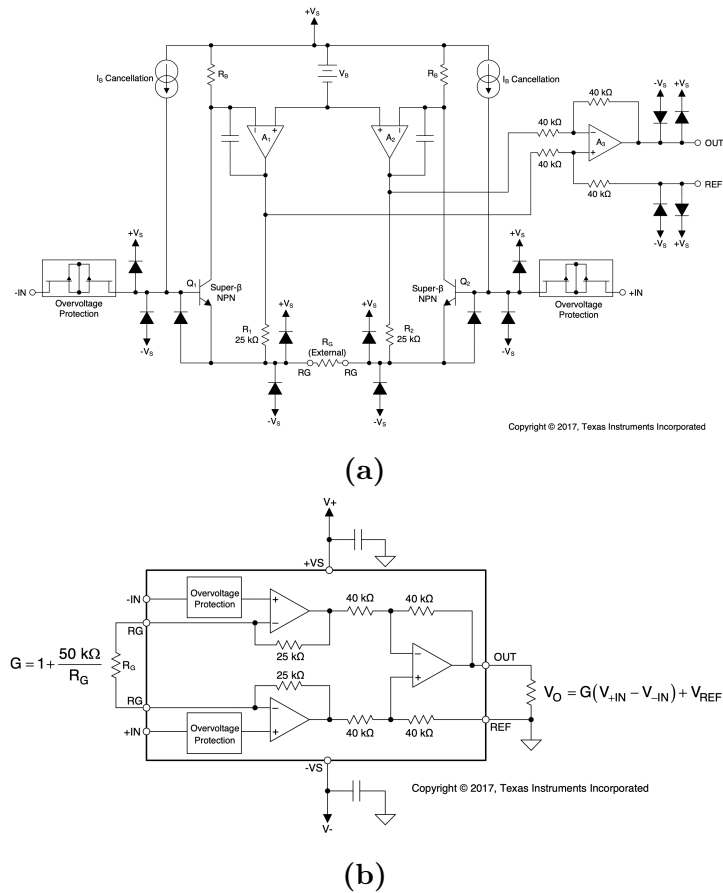 +VS
IB Cancellation
RB
VB
RB
IB Cancellation
A1
A2
40 kΩ
-VS
+VS
40 kΩ
40 kΩ
A3
OUT
40 kΩ
REF
-VS
+VS
+VS
Q1
Super-β
NPN
Super-β
NPN
Q2
+VS
-IN
Overvoltage
Protection
+IN
Overvoltage
Protection
-VS
R1
25 kΩ
+VS
RG
(External)
+VS
R2
25 kΩ
-VS
RG
RG
-VS
-VS
Copyright © 2017, Texas Instruments Incorporated
(a)
V+
+VS
-IN
Overvoltage
Protection
+
−
40 kΩ
40 kΩ
RG
25 kΩ
G = 1 + 50 kΩ / RG
RG
−
+
OUT
25 kΩ
VO = G(V+IN − V−IN) + VREF
RG
−
+
+IN
Overvoltage
Protection
40 kΩ
40 kΩ
REF
-VS
Copyright © 2017, Texas Instruments Incorporated
V-
(b)